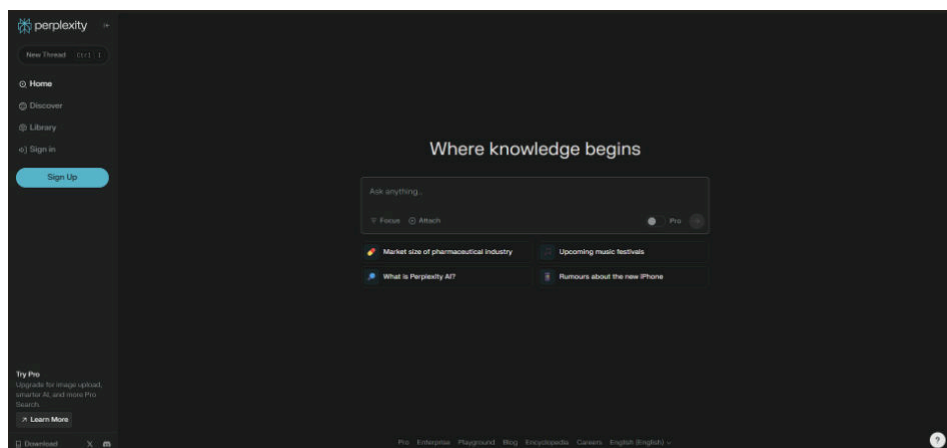 perplexity
New Thread Ctrl I
Home
Discover
Library
Sign in
Sign Up
Where knowledge begins
Ask anything...
Focus Attach
Pro
Market size of pharmaceutical industry
Upcoming music festivals
What is Perplexity AI?
Rumours about the new iPhone
Try Pro
Upgrade for image upload,
smarter AI, and more Pro
Search.
Learn More
Download
Pro Enterprise Playground Blog Encyclopedia Careers English (English)
?